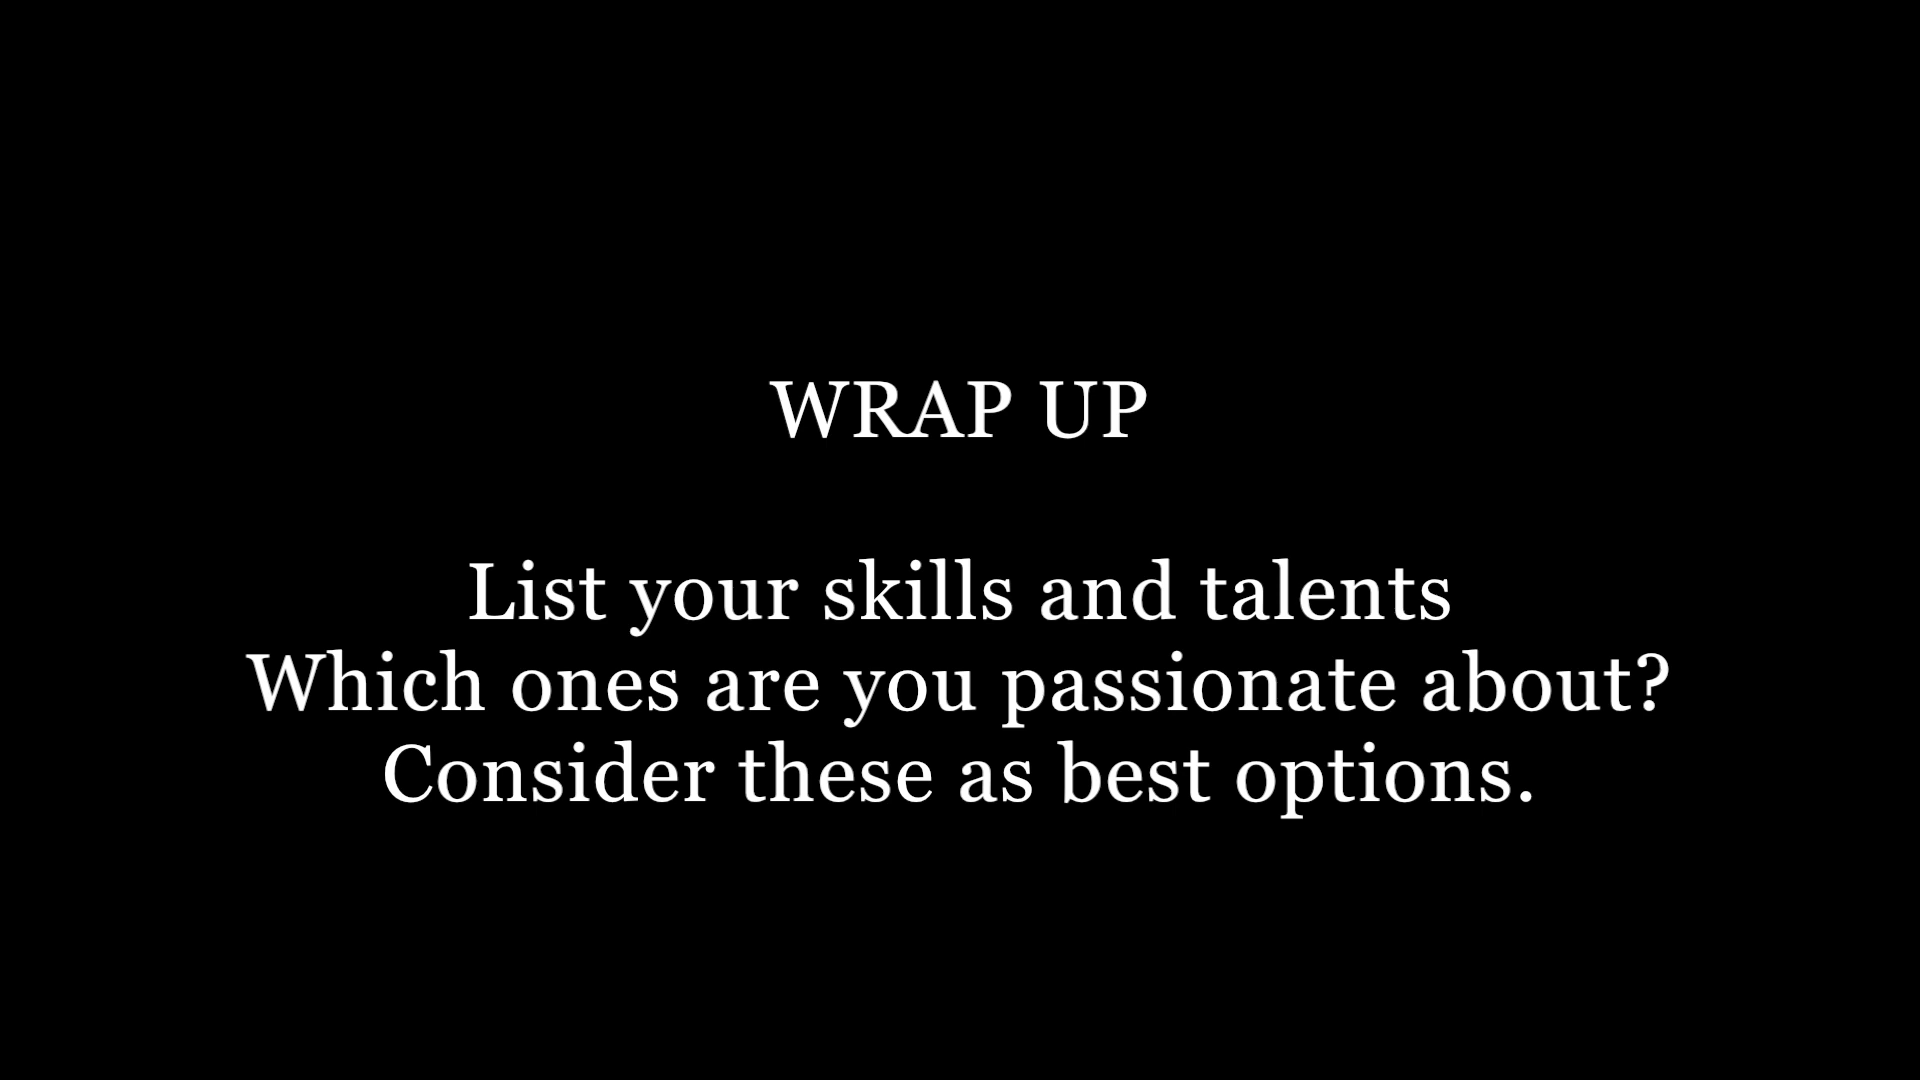 WRAP UP
List your skills and talents
Which ones are you passionate about?
Consider these as best options.